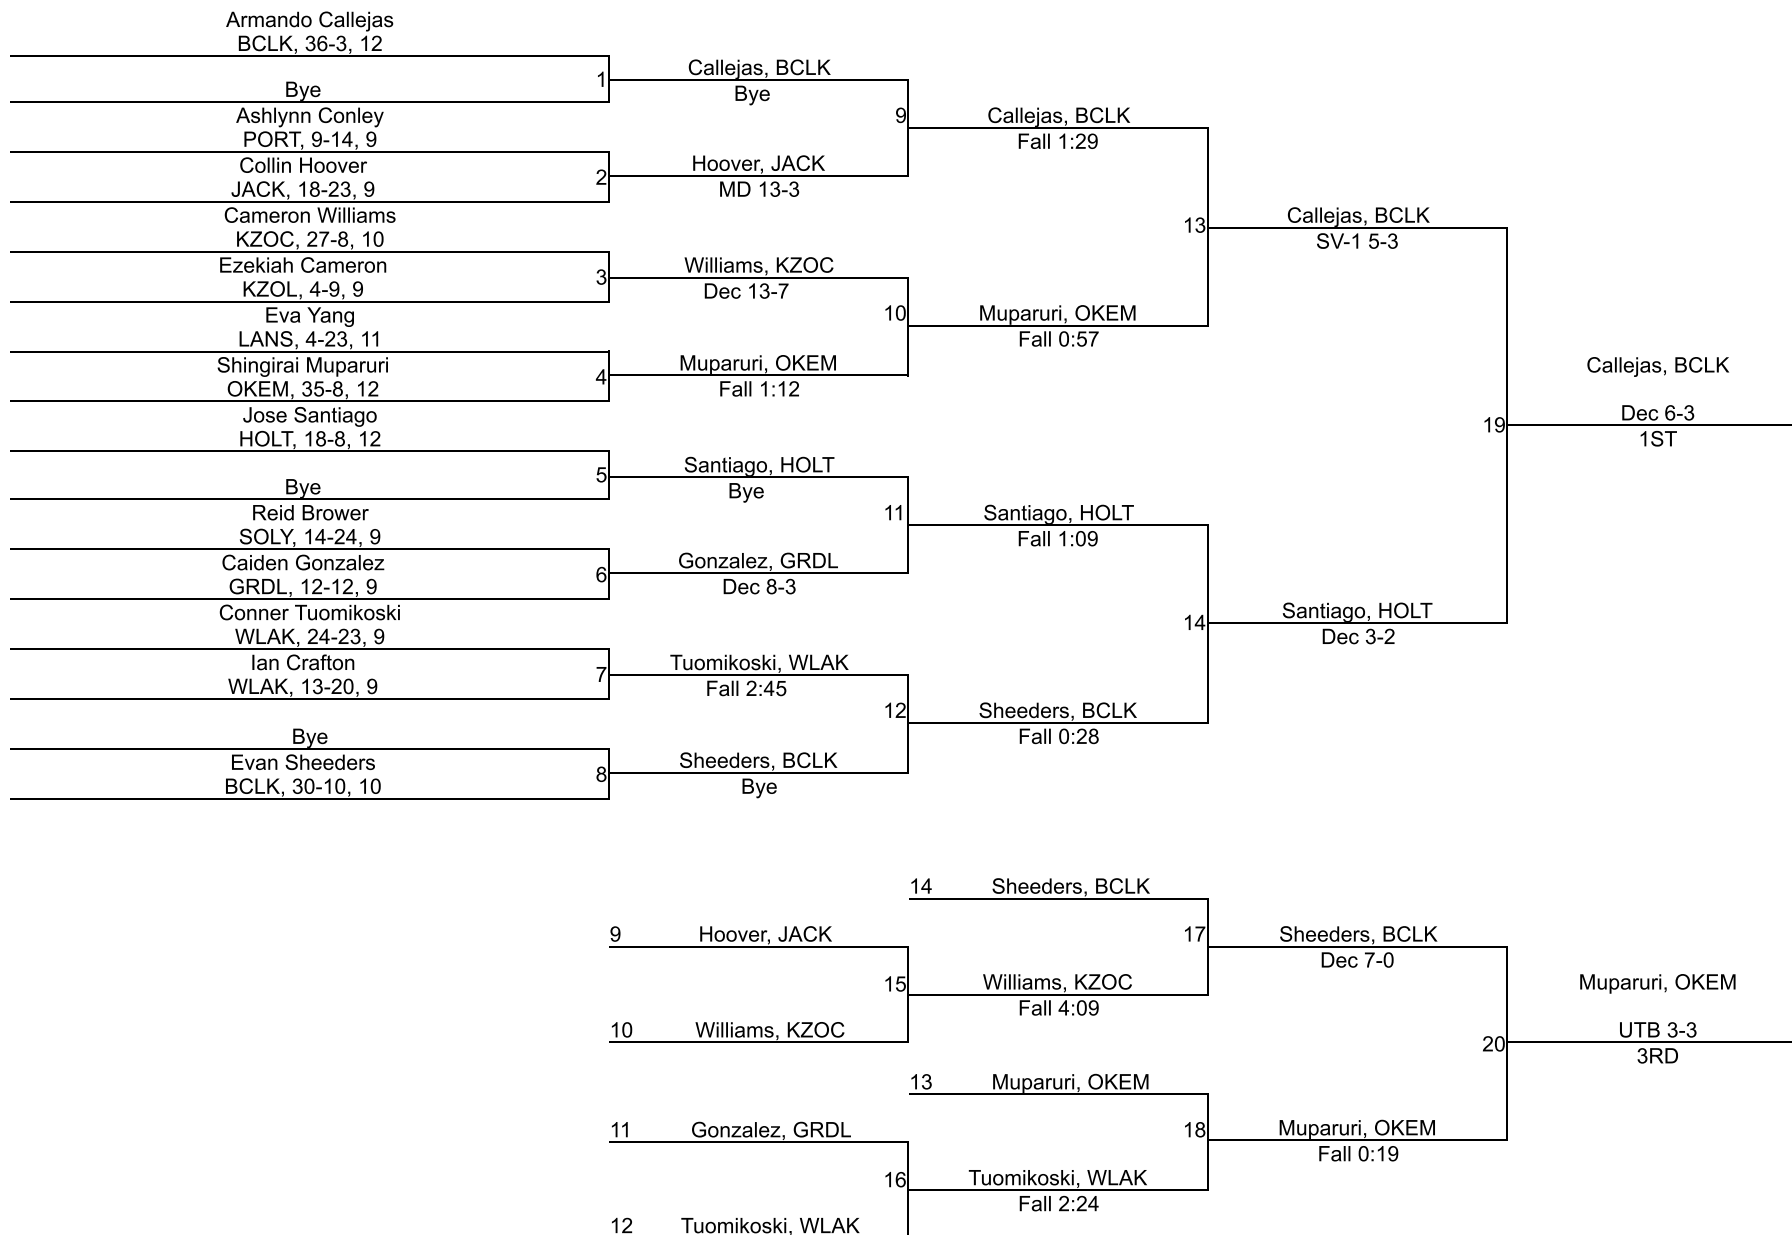 Armando Callejas
BCLK, 36-3, 12
Bye
Ashlynn Conley
PORT, 9-14, 9
Collin Hoover
JACK, 18-23, 9
Cameron Williams
KZOC, 27-8, 10
Ezekiah Cameron
KZOL, 4-9, 9
Eva Yang
LANS, 4-23, 11
Shingirai Muparuri
OKEM, 35-8, 12
Jose Santiago
HOLT, 18-8, 12
Bye
Reid Brower
SOLY, 14-24, 9
Caiden Gonzalez
GRDL, 12-12, 9
Conner Tuomikoski
WLAK, 24-23, 9
Ian Crafton
WLAK, 13-20, 9
Bye
Evan Sheeders
BCLK, 30-10, 10
1
Callejas, BCLK
Bye
2
Hoover, JACK
MD 13-3
3
Williams, KZOC
Dec 13-7
4
Muparuri, OKEM
Fall 1:12
5
Santiago, HOLT
Bye
6
Gonzalez, GRDL
Dec 8-3
7
Tuomikoski, WLAK
Fall 2:45
8
Sheeders, BCLK
Bye
9
Callejas, BCLK
Fall 1:29
10
Muparuri, OKEM
Fall 0:57
11
Santiago, HOLT
Fall 1:09
12
Sheeders, BCLK
Fall 0:28
13
Callejas, BCLK
SV-1 5-3
14
Santiago, HOLT
Dec 3-2
19
Callejas, BCLK
Dec 6-3
1ST
9 Hoover, JACK
10 Williams, KZOC
11 Gonzalez, GRDL
12 Tuomikoski, WLAK
14 Sheeders, BCLK
15
Williams, KZOC
Fall 4:09
13 Muparuri, OKEM
16
Tuomikoski, WLAK
Fall 2:24
17
Sheeders, BCLK
Dec 7-0
18
Muparuri, OKEM
Fall 0:19
20
Muparuri, OKEM
UTB 3-3
3RD